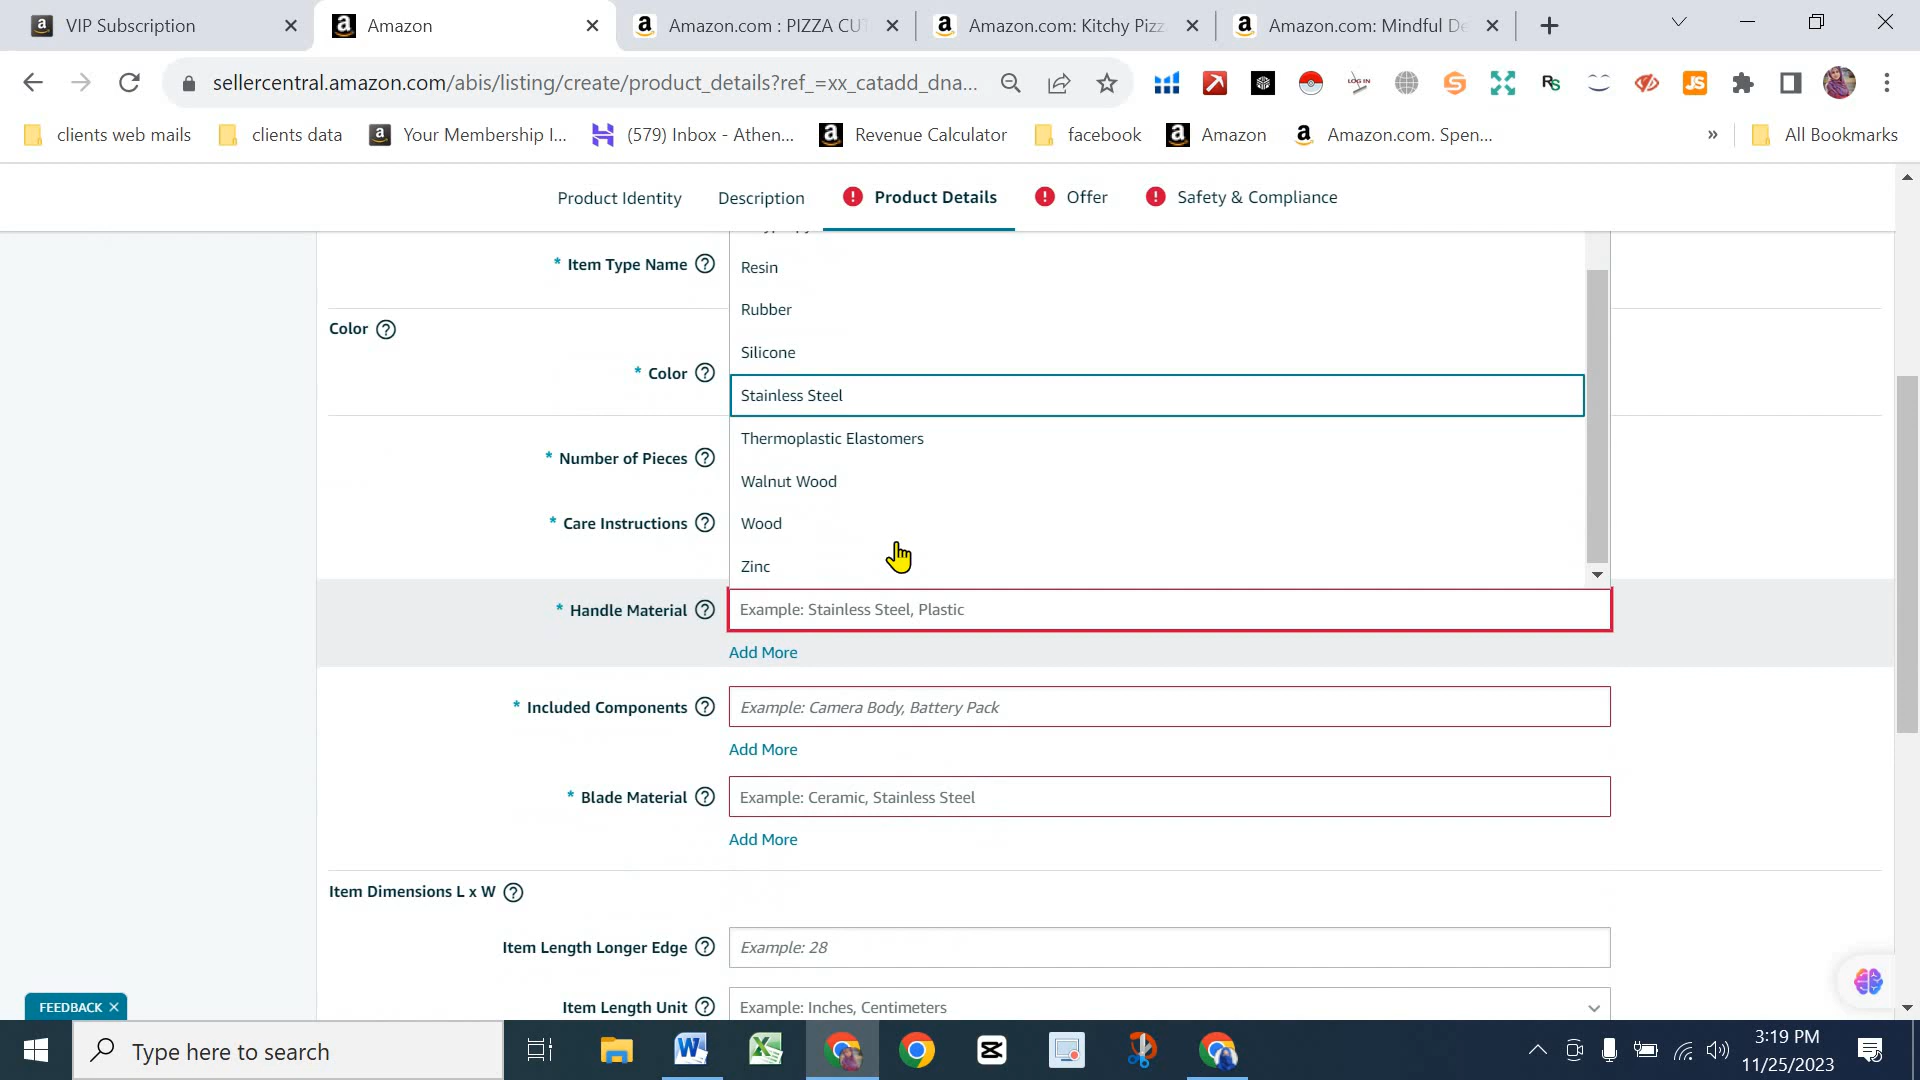 VIP Subscription
Amazon
Amazon.com : PIZZA CUT
Amazon.com: Kitchy Pizz
Amazon.com: Mindful De
sellercentral.amazon.com/abis/listing/create/product_details?ref_=xx_catadd_dna...
clients web mails
clients data
Your Membership I...
(579) Inbox - Athen...
Revenue Calculator
facebook
Amazon
Amazon.com. Spen...
»
All Bookmarks
Product Identity
Description
Product Details
Offer
Safety & Compliance
* Item Type Name
Resin
Rubber
Color
Silicone
* Color
Stainless Steel
Thermoplastic Elastomers
* Number of Pieces
Walnut Wood
* Care Instructions
Wood
Zinc
* Handle Material
Example: Stainless Steel, Plastic
Add More
* Included Components
Example: Camera Body, Battery Pack
Add More
* Blade Material
Example: Ceramic, Stainless Steel
Add More
Item Dimensions L x W
Item Length Longer Edge
Example: 28
Item Length Unit
Example: Inches, Centimeters
FEEDBACK
Type here to search
3:19 PM
11/25/2023